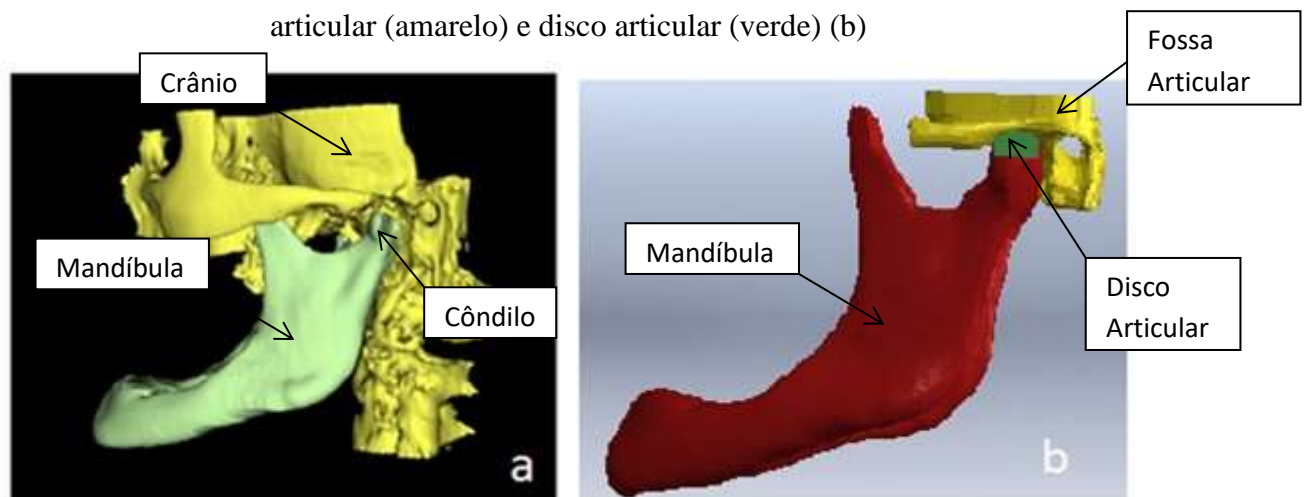 articular (amarelo) e disco articular (verde) (b)
Crânio
Mandíbula
Côndilo
a
Fossa
Articular
Mandíbula
Disco
Articular
b